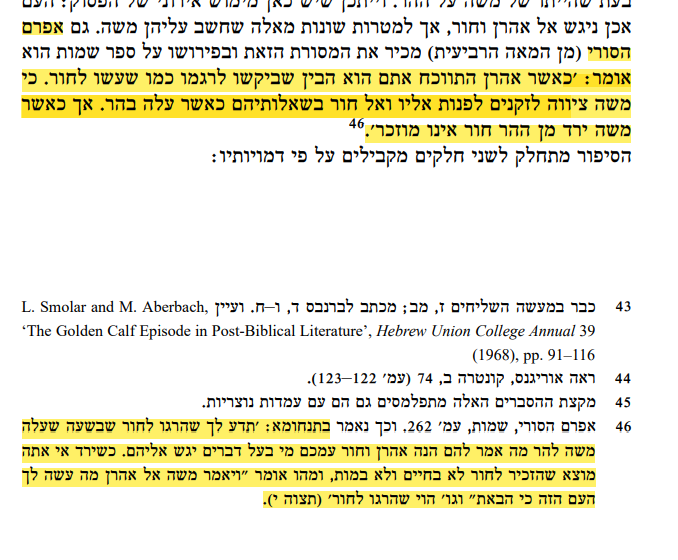 בעת שהייתו של משה על ההר. וייתכן שיש כאן מימוש אירוני של הפסוק: העם
אכן ניגש אל אהרן וחור, אך למטרות שונות מאלה שחשב עליהן משה. גם אפרם
הסורי (מן המאה הרביעית) מכיר את המסורת הזאת ובפירושו על ספר שמות הוא
אומר: ׳כאשר אהרן התווכח אתם הוא הבין שביקשו לרגמו כמו שעשו לחור. כי
משה ציווה לזקנים לפנות אליו ואל חור בשאלותיהם כאשר עלה בהר. אך כאשר
משה ירד מן ההר חור אינו מוזכר׳.46
הסיפור מתחלק לשני חלקים מקבילים על פי דמויותיו:
43 כבר במעשה השליחים ז, מב; מכתב לברנבס ד, ו–ח. ועיין L. Smolar and M. Aberbach,
‘The Golden Calf Episode in Post-Biblical Literature’, Hebrew Union College Annual 39
(1968), pp. 91–116
44 ראה אוריגנס, קונטרה ב, 74 (עמ׳ 122–123).
45 מקצת ההסברים האלה מתפלמסים גם הם עם עמדות נוצריות.
46 אפרם הסורי, שמות, עמ׳ 262. וכך נאמר בתנחומא: ׳תדע לך שהרגו לחור שבשעה שעלה
משה להר מה אמר להם הנה אהרן וחור עמכם מי בעל דברים יגש אליהם. כשירד אי אתה
מוצא שהזכיר לחור לא בחיים ולא במות, ומהו אומר ״ויאמר משה אל אהרן מה עשה לך
העם הזה כי הבאת״ וגו׳ הוי שהרגו לחור׳ (תצוה י).